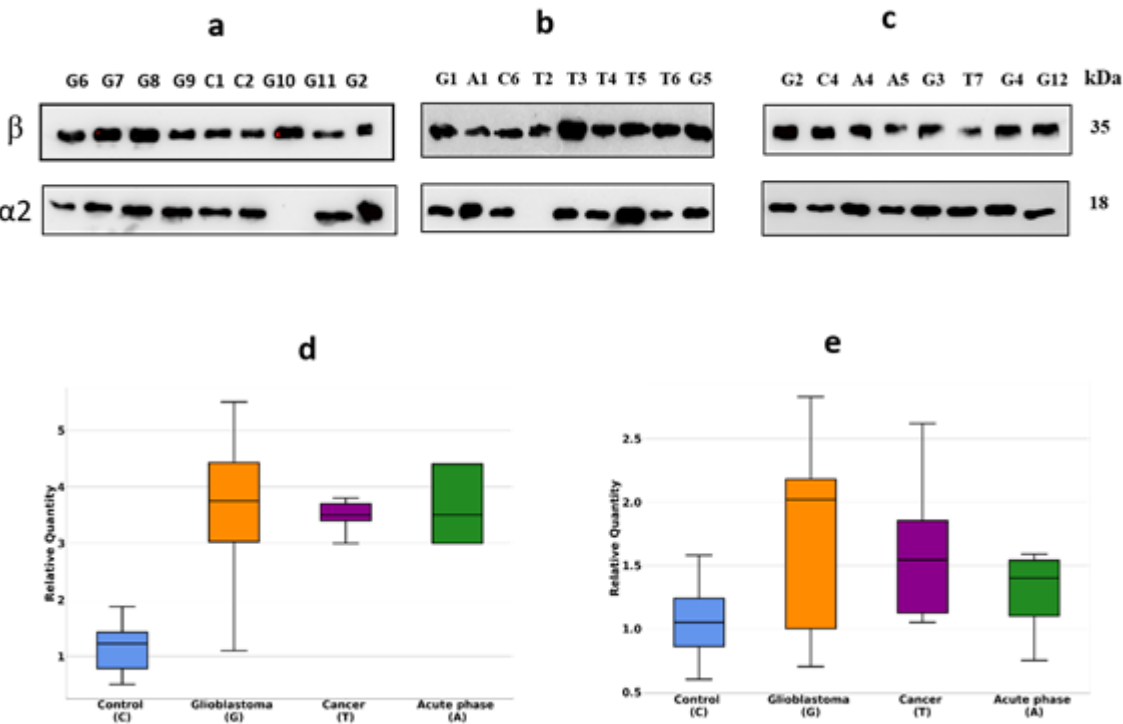 a
b
c
G6 G7 G8 G9 C1 C2 G10 G11 G2
G1 A1 C6 T2 T3 T4 T5 T6 G5
G2 C4 A4 A5 G3 T7 G4 G12 kDa
β
35
α2
18
d
e
Relative Quantity
5
4
3
2
1
Control
(C)
Glioblastoma
(G)
Cancer
(T)
Acute phase
(A)
Relative Quantity
2.5
2.0
1.5
1.0
0.5
Control
(C)
Glioblastoma
(G)
Cancer
(T)
Acute phase
(A)